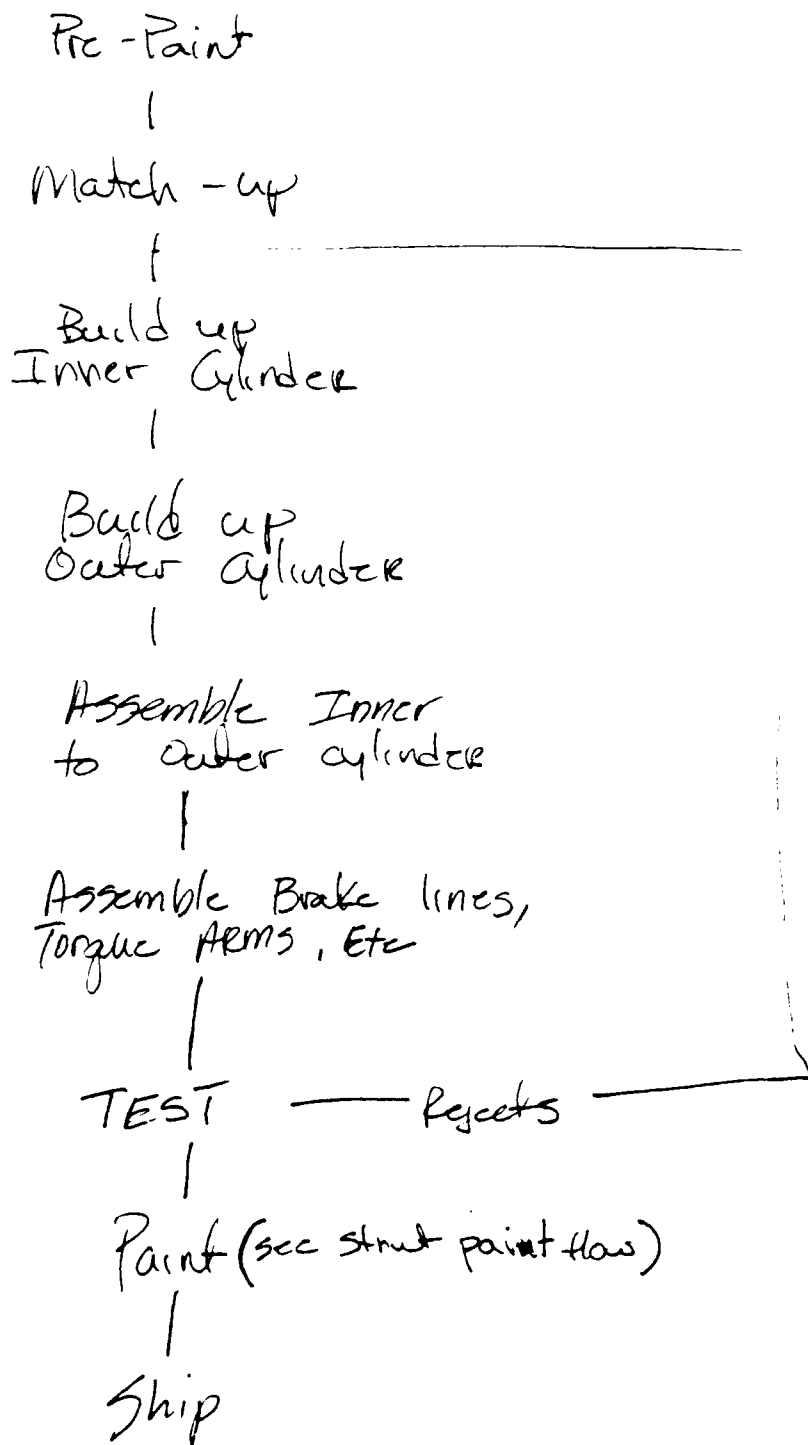 Pre-Paint
Match-up
Build up
Inner Cylinder
Build up
Outer Cylinder
Assemble Inner
to Outer cylinder
Assemble Brake lines,
Torque ARMS, Etc
TEST Rejects
Paint (see strut paint flow)
Ship